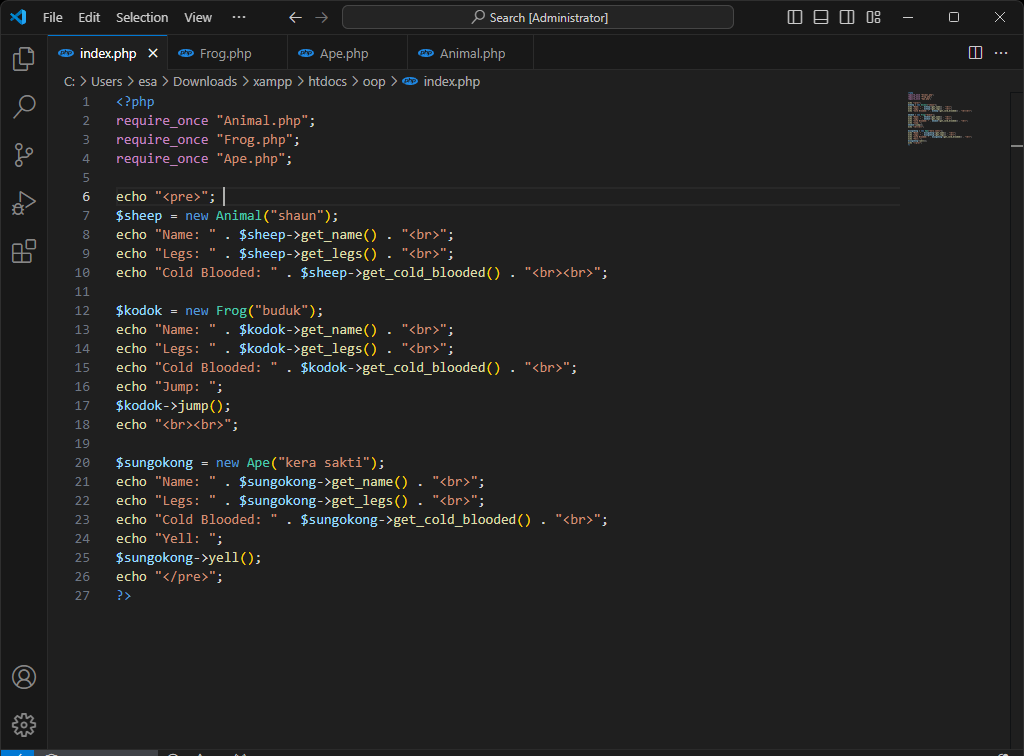 File Edit Selection View ··· Search [Administrator]
index.php Frog.php Ape.php Animal.php
C: > Users > esa > Downloads > xampp > htdocs > oop > index.php
1 <?php
2 require_once "Animal.php";
3 require_once "Frog.php";
4 require_once "Ape.php";
5
6 echo "<pre>";
7 $sheep = new Animal("shaun");
8 echo "Name: " . $sheep->get_name() . "<br>";
9 echo "Legs: " . $sheep->get_legs() . "<br>";
10 echo "Cold Blooded: " . $sheep->get_cold_blooded() . "<br><br>";
11
12 $kodok = new Frog("buduk");
13 echo "Name: " . $kodok->get_name() . "<br>";
14 echo "Legs: " . $kodok->get_legs() . "<br>";
15 echo "Cold Blooded: " . $kodok->get_cold_blooded() . "<br>";
16 echo "Jump: ";
17 $kodok->jump();
18 echo "<br><br>";
19
20 $sungokong = new Ape("kera sakti");
21 echo "Name: " . $sungokong->get_name() . "<br>";
22 echo "Legs: " . $sungokong->get_legs() . "<br>";
23 echo "Cold Blooded: " . $sungokong->get_cold_blooded() . "<br>";
24 echo "Yell: ";
25 $sungokong->yell();
26 echo "</pre>";
27 ?>